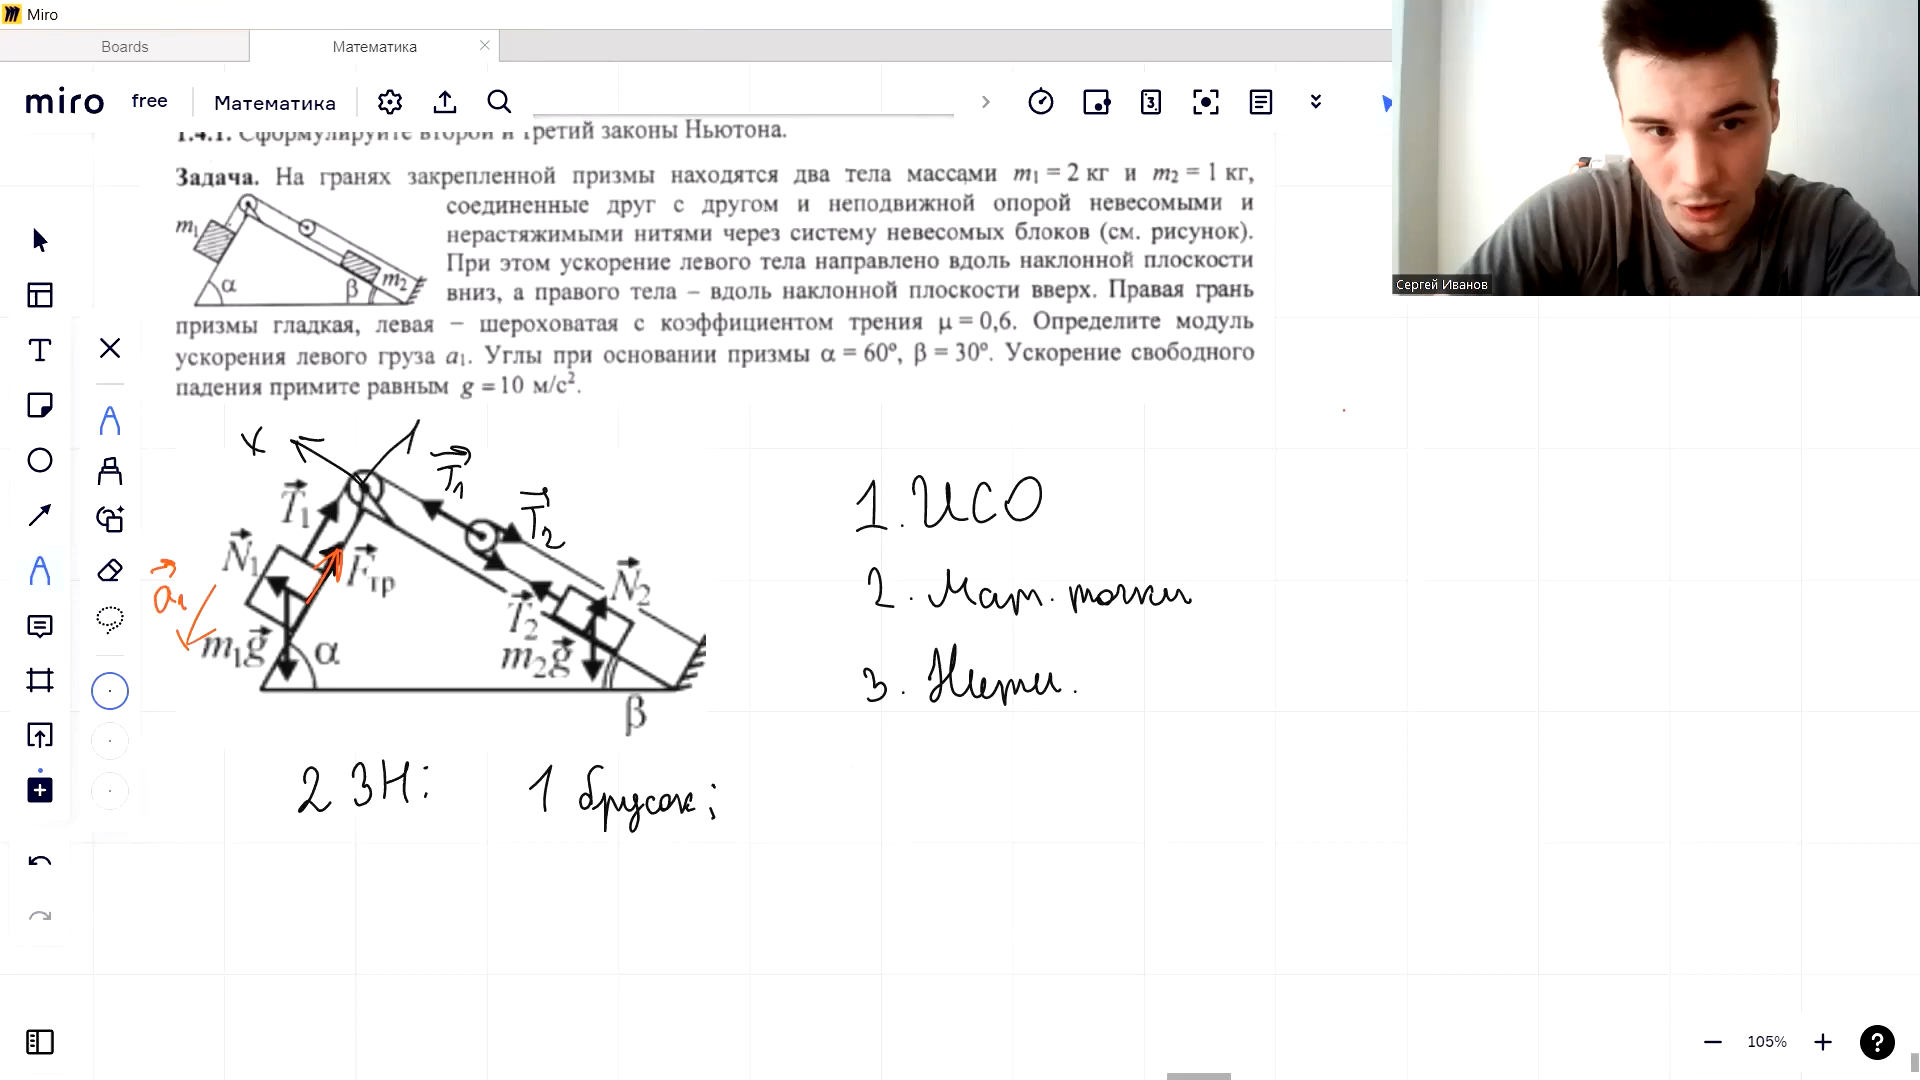 Miro
Boards
Математика
miro free Математика
Сергей Иванов
1.4.1. Сформулируйте второй и третий законы Ньютона.
Задача. На гранях закрепленной призмы находятся два тела массами m₁ = 2 кг и m₂ = 1 кг,
соединенные друг с другом и неподвижной опорой невесомыми и
нерастяжимыми нитями через систему невесомых блоков (см. рисунок).
При этом ускорение левого тела направлено вдоль наклонной плоскости
вниз, а правого тела – вдоль наклонной плоскости вверх. Правая грань
призмы гладкая, левая – шероховатая с коэффициентом трения μ = 0,6. Определите модуль
ускорения левого груза a₁. Углы при основании призмы α = 60º, β = 30º. Ускорение свободного
падения примите равным g = 10 м/с².
m₁
α
β
m₂
x
T₁
T₁
T₂
N₁
Fтр
N₂
a₁
T₂
m₁g
α
m₂g
β
1. ИСО
2. Мат. точки
3. Нити.
2 ЗН: 1 брусок;
105%